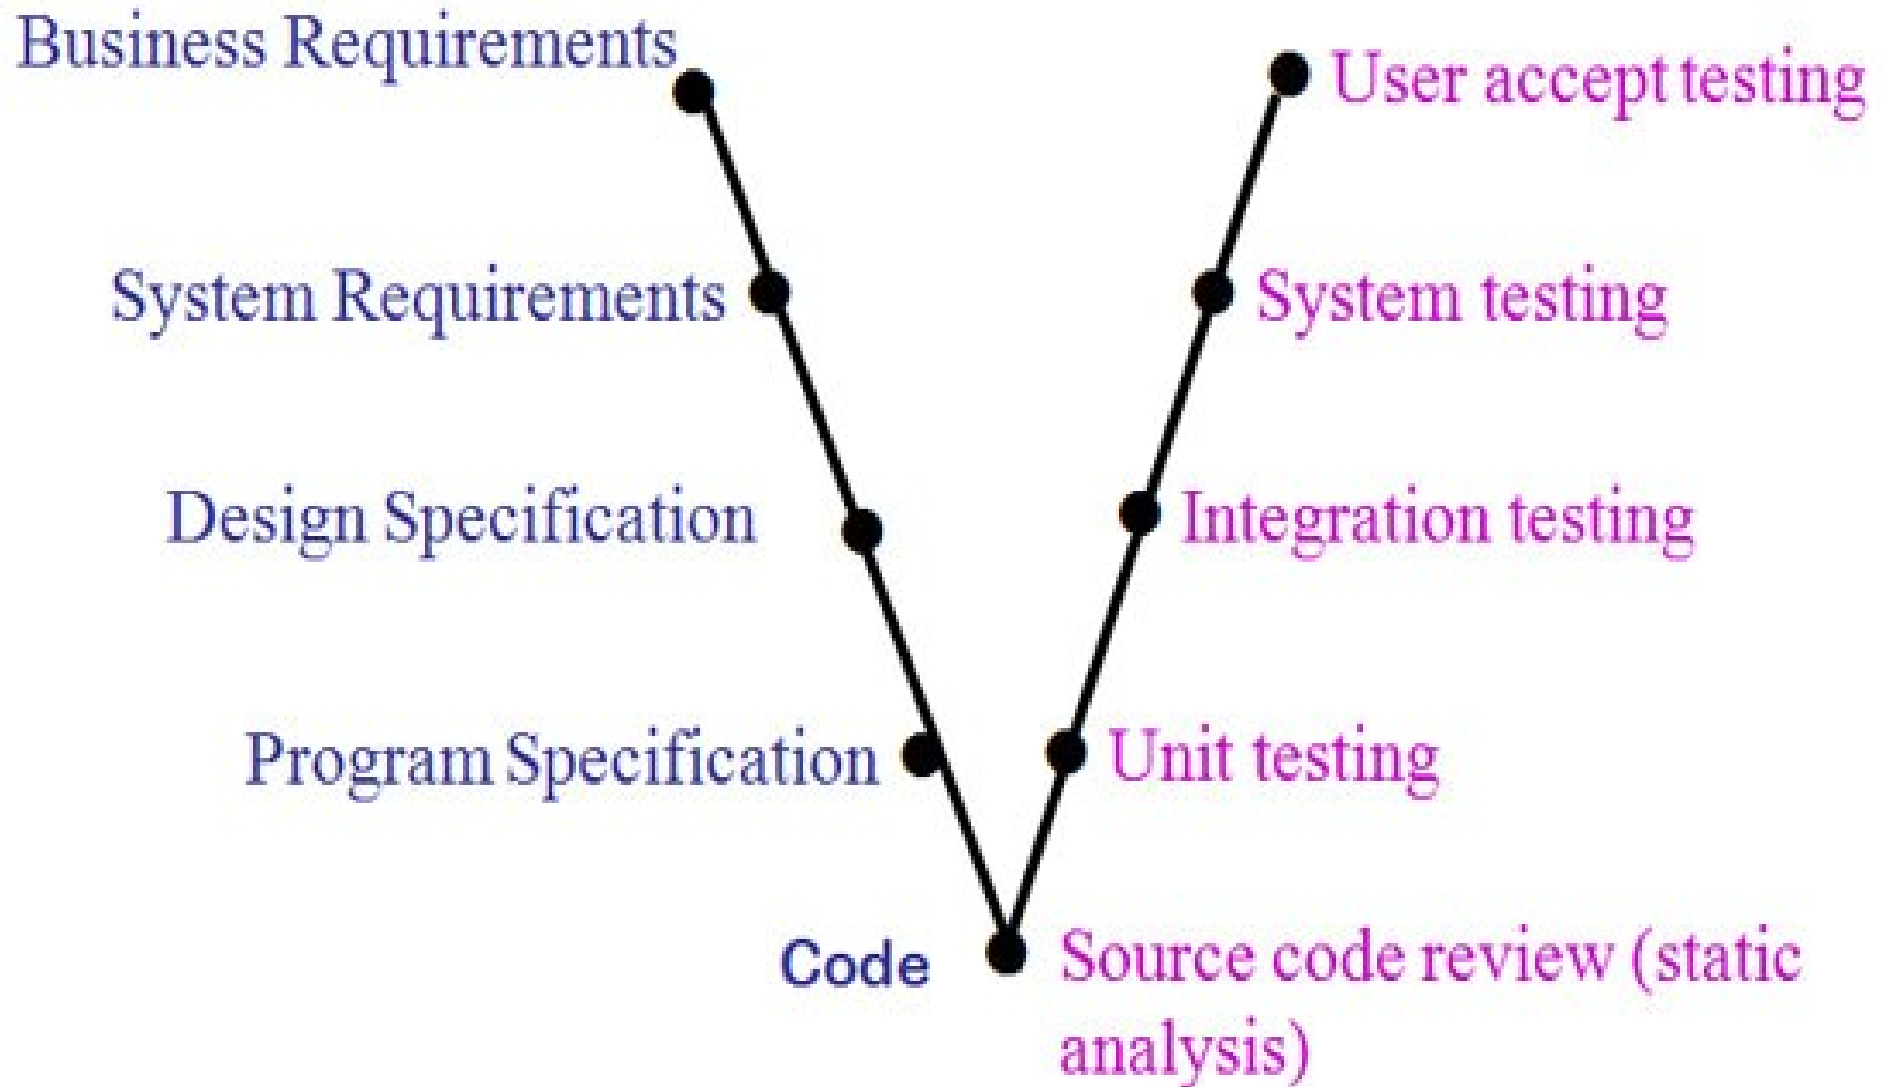 Business Requirements
User accept testing
System Requirements
System testing
Design Specification
Integration testing
Program Specification
Unit testing
Code
Source code review (static
analysis)